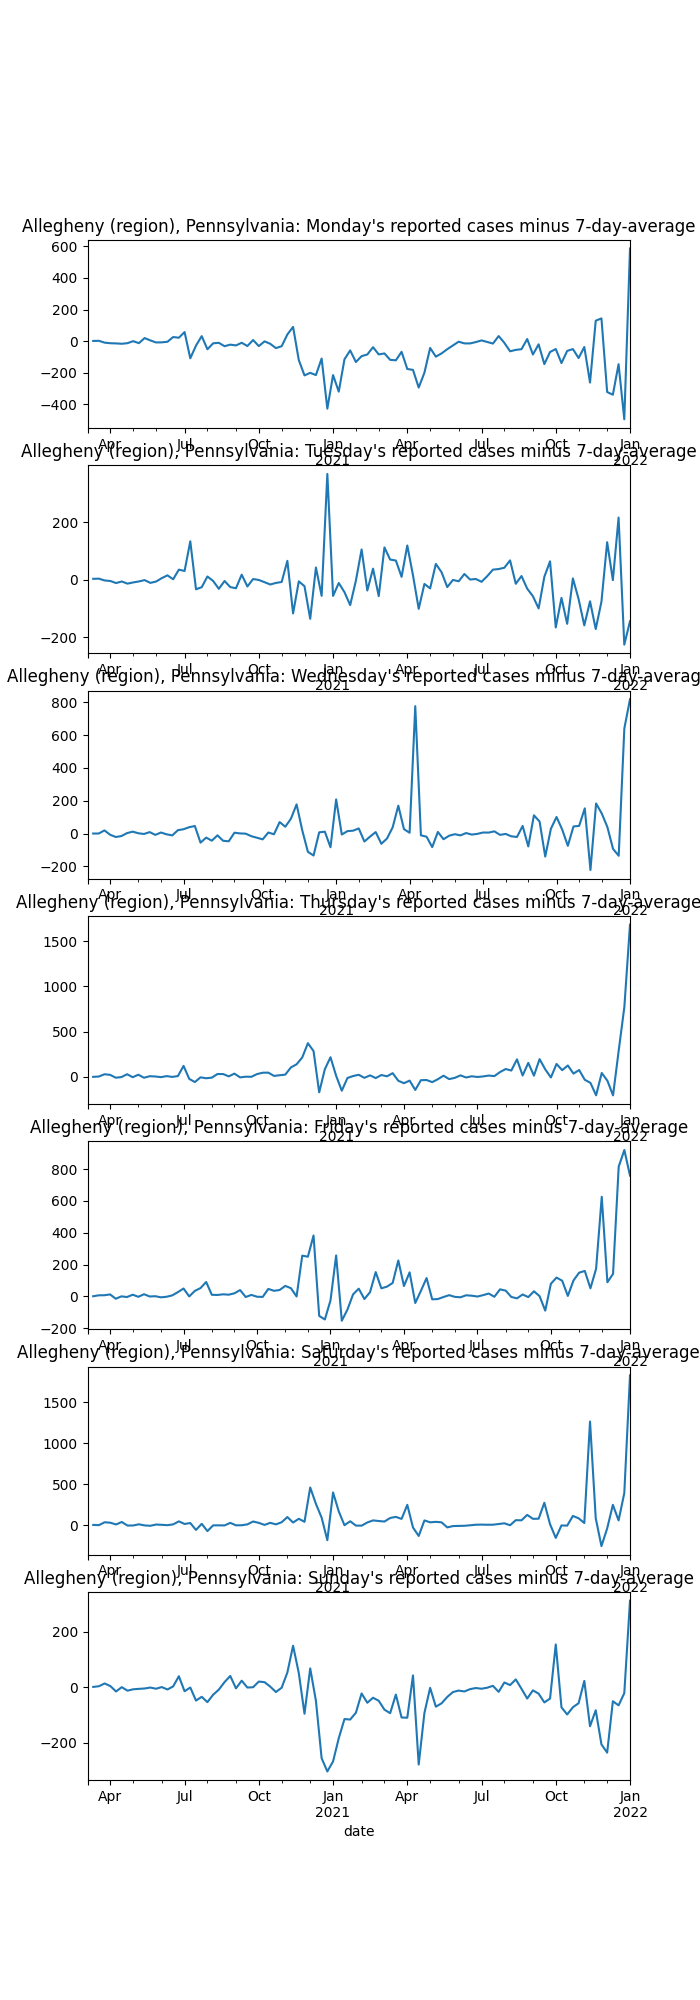 Allegheny (region), Pennsylvania: Monday's reported cases minus 7-day-average
600
400
200
0
−200
−400
Apr Jul Oct Jan Apr Jul Oct Jan
2021 2022
Allegheny (region), Pennsylvania: Tuesday's reported cases minus 7-day-average
200
0
−200
Apr Jul Oct Jan Apr Jul Oct Jan
2021 2022
Allegheny (region), Pennsylvania: Wednesday's reported cases minus 7-day-averag
800
600
400
200
0
−200
Apr Jul Oct Jan Apr Jul Oct Jan
2021 2022
Allegheny (region), Pennsylvania: Thursday's reported cases minus 7-day-average
1500
1000
500
0
Apr Jul Oct Jan Apr Jul Oct Jan
2021 2022
Allegheny (region), Pennsylvania: Friday's reported cases minus 7-day-average
800
600
400
200
0
−200
Apr Jul Oct Jan Apr Jul Oct Jan
2021 2022
Allegheny (region), Pennsylvania: Saturday's reported cases minus 7-day-average
1500
1000
500
0
Apr Jul Oct Jan Apr Jul Oct Jan
2021 2022
Allegheny (region), Pennsylvania: Sunday's reported cases minus 7-day-average
200
0
−200
Apr Jul Oct Jan Apr Jul Oct Jan
2021 2022
date